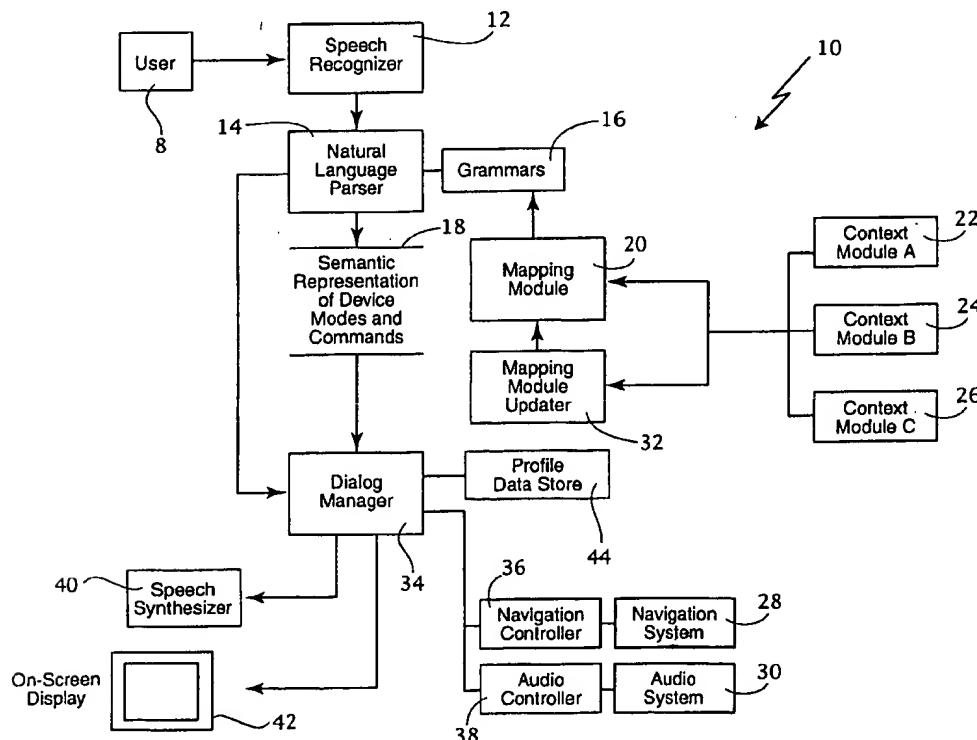 12
Speech
Recognizer
User
8
10
14
Natural
Language
Parser
16
Grammars
18
Semantic
Representation
of Device
Modes and
Commands
20
Mapping
Module
22
Context
Module A
24
Context
Module B
26
Context
Module C
Mapping
Module
Updater
32
Dialog
Manager
34
Profile
Data Store
44
40
Speech
Synthesizer
36
Navigation
Controller
Navigation
System
28
On-Screen
Display
42
Audio
Controller
38
Audio
System
30